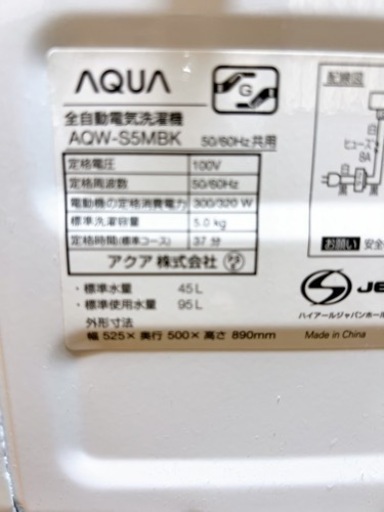 AQUA
G
全自動電気洗濯機
AQW-S5MBK 50/60Hz共用
定格電圧 100V
定格周波数 50/60Hz
電動機の定格消費電力 300/320 W
標準洗濯容量 5.0 kg
定格時間(標準コース) 37 分
アクア 株式会社
・標準水量 45 L
・標準使用水量 95 L
外形寸法
幅 525× 奥行 500× 高さ 890mm
配線図
白
ヒューズ
8A
お願い 安全の
S JE
ハイアールジャパンホール
Made in China